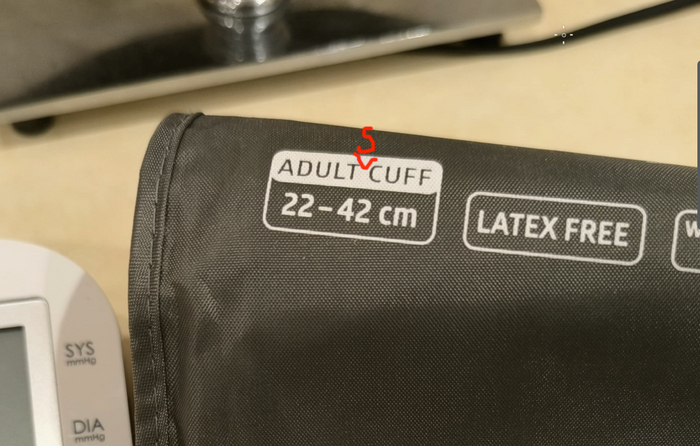 S
ADULT CUFF
22-42 cm
LATEX FREE
W
SYS
mmHg
DIA
mmHg